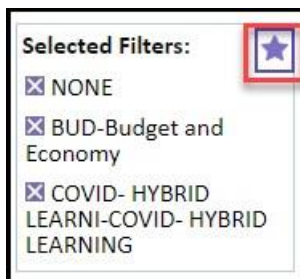 Selected Filters:
NONE
BUD-Budget and
Economy
COVID- HYBRID
LEARNI-COVID- HYBRID
LEARNING